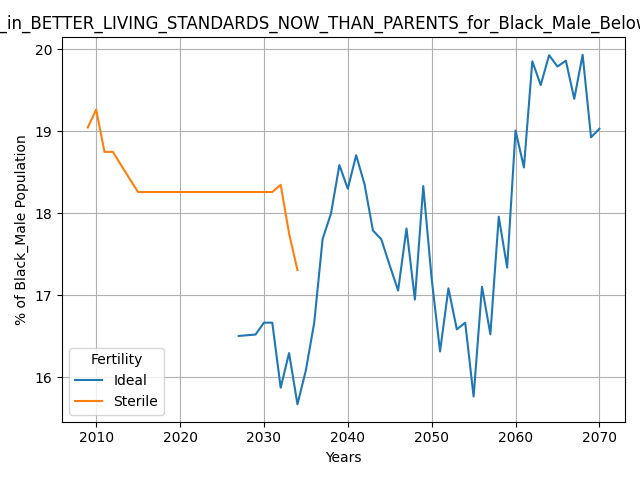 _in_BETTER_LIVING_STANDARDS_NOW_THAN_PARENTS_for_Black_Male_Below
20
19
18
17
16
% of Black_Male Population
Fertility
Ideal
Sterile
2010 2020 2030 2040 2050 2060 2070
Years